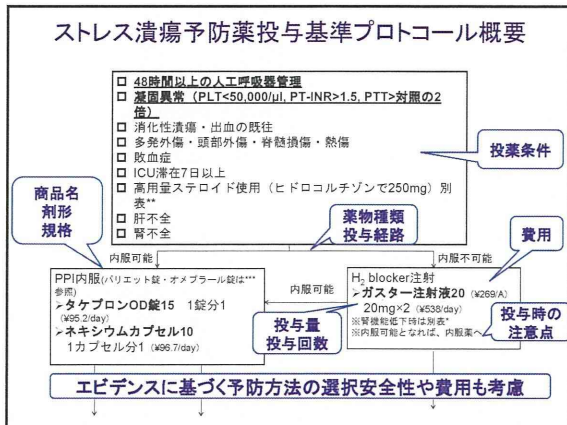 ストレス潰瘍予防薬投与基準プロトコール概要
□ 48時間以上の人工呼吸器管理
□ 凝固異常（PLT<50,000/μl, PT-INR>1.5, PTT>対照の2
倍）
□ 消化性潰瘍・出血の既往
□ 多発外傷・頭部外傷・脊髄損傷・熱傷
□ 敗血症
□ ICU滞在7日以上
□ 高用量ステロイド使用（ヒドロコルチゾンで250mg）別
表**
□ 肝不全
□ 腎不全
投薬条件
商品名
剤形
規格
薬物種類
投与経路
費用
内服可能
内服不可能
PPI内服(パリエット錠・オメプラール錠は***
参照)
➢タケプロンOD錠15 1錠分1
(¥95.2/day)
➢ネキシウムカプセル10
1カプセル分1 (¥96.7/day)
内服可能
投与量
投与回数
H₂ blocker注射
➢ガスター注射液20 (¥269/A)
20mg×2 (¥538/day)
※腎機能低下時は別表*
※内服可能となれば、内服薬へ
投与時の
注意点
エビデンスに基づく予防方法の選択安全性や費用も考慮